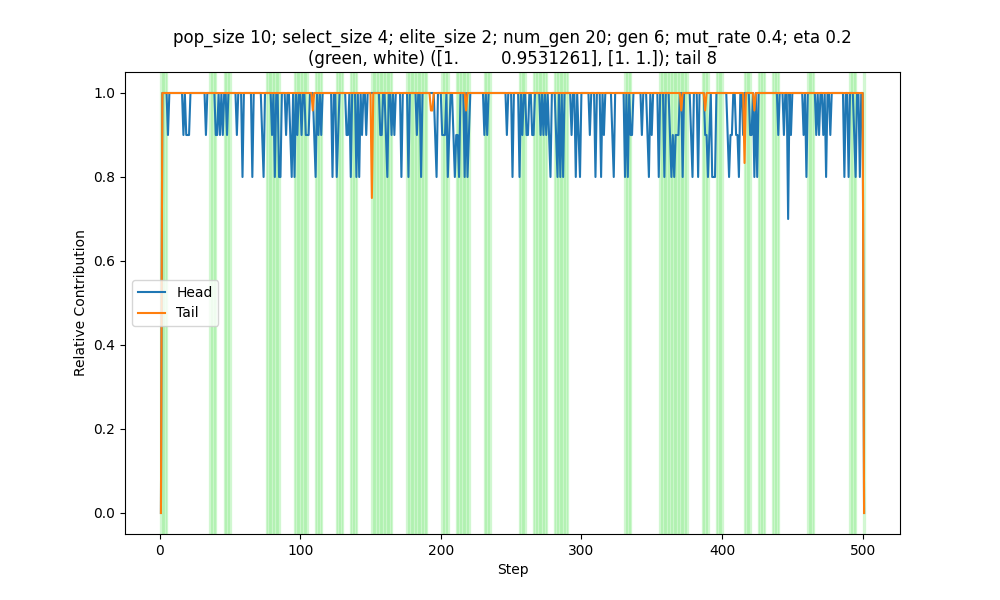 pop_size 10; select_size 4; elite_size 2; num_gen 20; gen 6; mut_rate 0.4; eta 0.2
(green, white) ([1. 0.9531261], [1. 1.]); tail 8
1.0
0.8
0.6
0.4
0.2
0.0
Relative Contribution
Head
Tail
0 100 200 300 400 500
Step